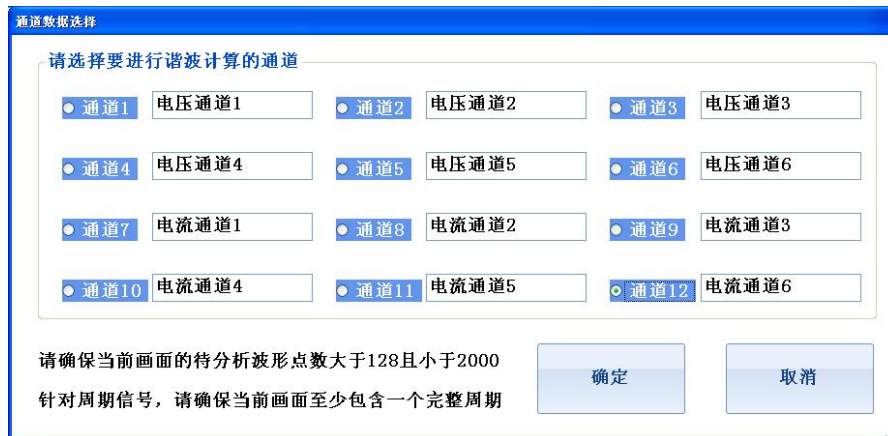 通道数据选择
请选择要进行谐波计算的通道
通道1 电压通道1 通道2 电压通道2 通道3 电压通道3
通道4 电压通道4 通道5 电压通道5 通道6 电压通道6
通道7 电流通道1 通道8 电流通道2 通道9 电流通道3
通道10 电流通道4 通道11 电流通道5 通道12 电流通道6
请确保当前画面的待分析波形点数大于128且小于2000
针对周期信号，请确保当前画面至少包含一个完整周期
确定 取消